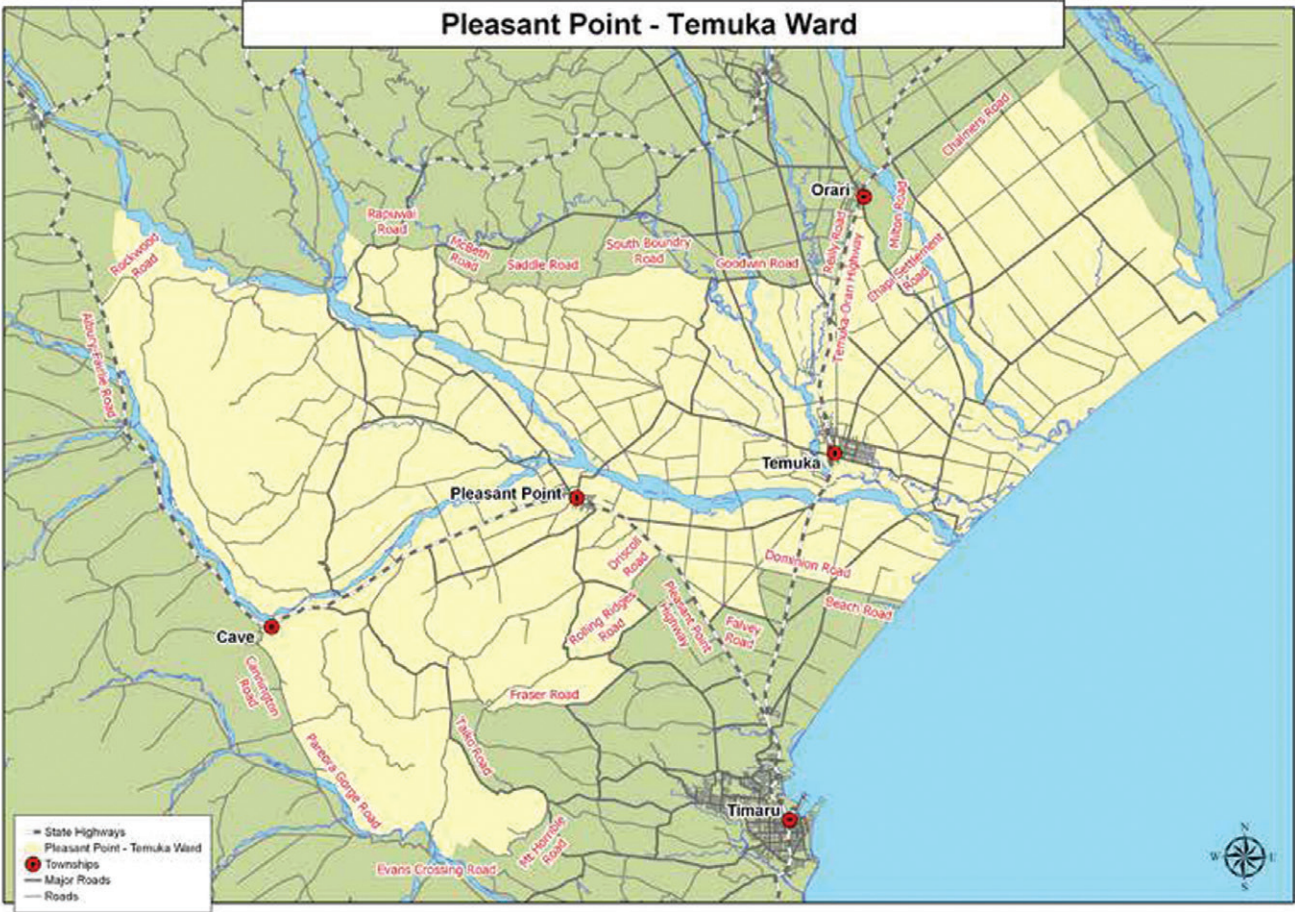 Pleasant Point - Temuka Ward
Chalmers Road
Orari
Milton Road
Rapuwai
Road
McBeth
Road
Saddle Road
South Boundry
Road
Goodwin Road
Reilly Road
Temuka-Orari Highway
Chap Settlement
Road
Rockwood
Road
Albury-Fairlie Road
Temuka
Pleasant Point
Driscoll
Road
Dominion Road
Beach Road
Pleasant Point
Highway
Falvey
Road
Rolling Ridges
Road
Cave
Cannington
Road
Fraser Road
Taiko Road
Pareora Gorge Road
Timaru
Mt Horrible
Road
Evans Crossing Road
State Highways
Pleasant Point - Temuka Ward
Townships
Major Roads
Roads
N
W
S